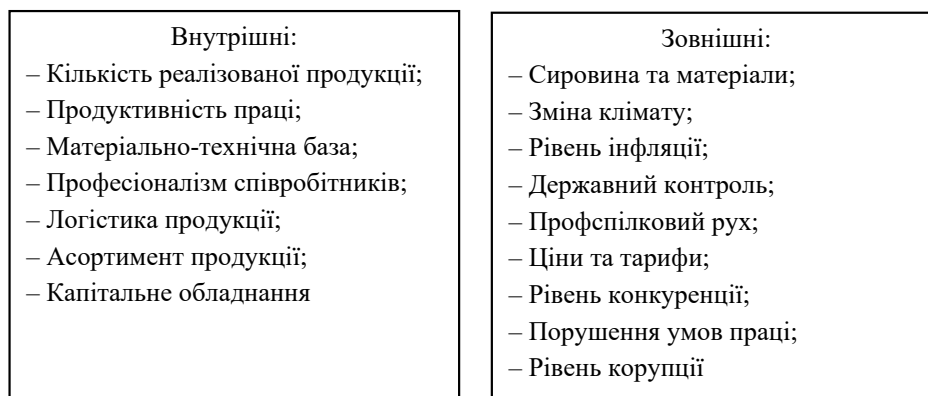 Внутрішні:
– Кількість реалізованої продукції;
– Продуктивність праці;
– Матеріально-технічна база;
– Професіоналізм співробітників;
– Логістика продукції;
– Асортимент продукції;
– Капітальне обладнання
Зовнішні:
– Сировина та матеріали;
– Зміна клімату;
– Рівень інфляції;
– Державний контроль;
– Профспілковий рух;
– Ціни та тарифи;
– Рівень конкуренції;
– Порушення умов праці;
– Рівень корупції